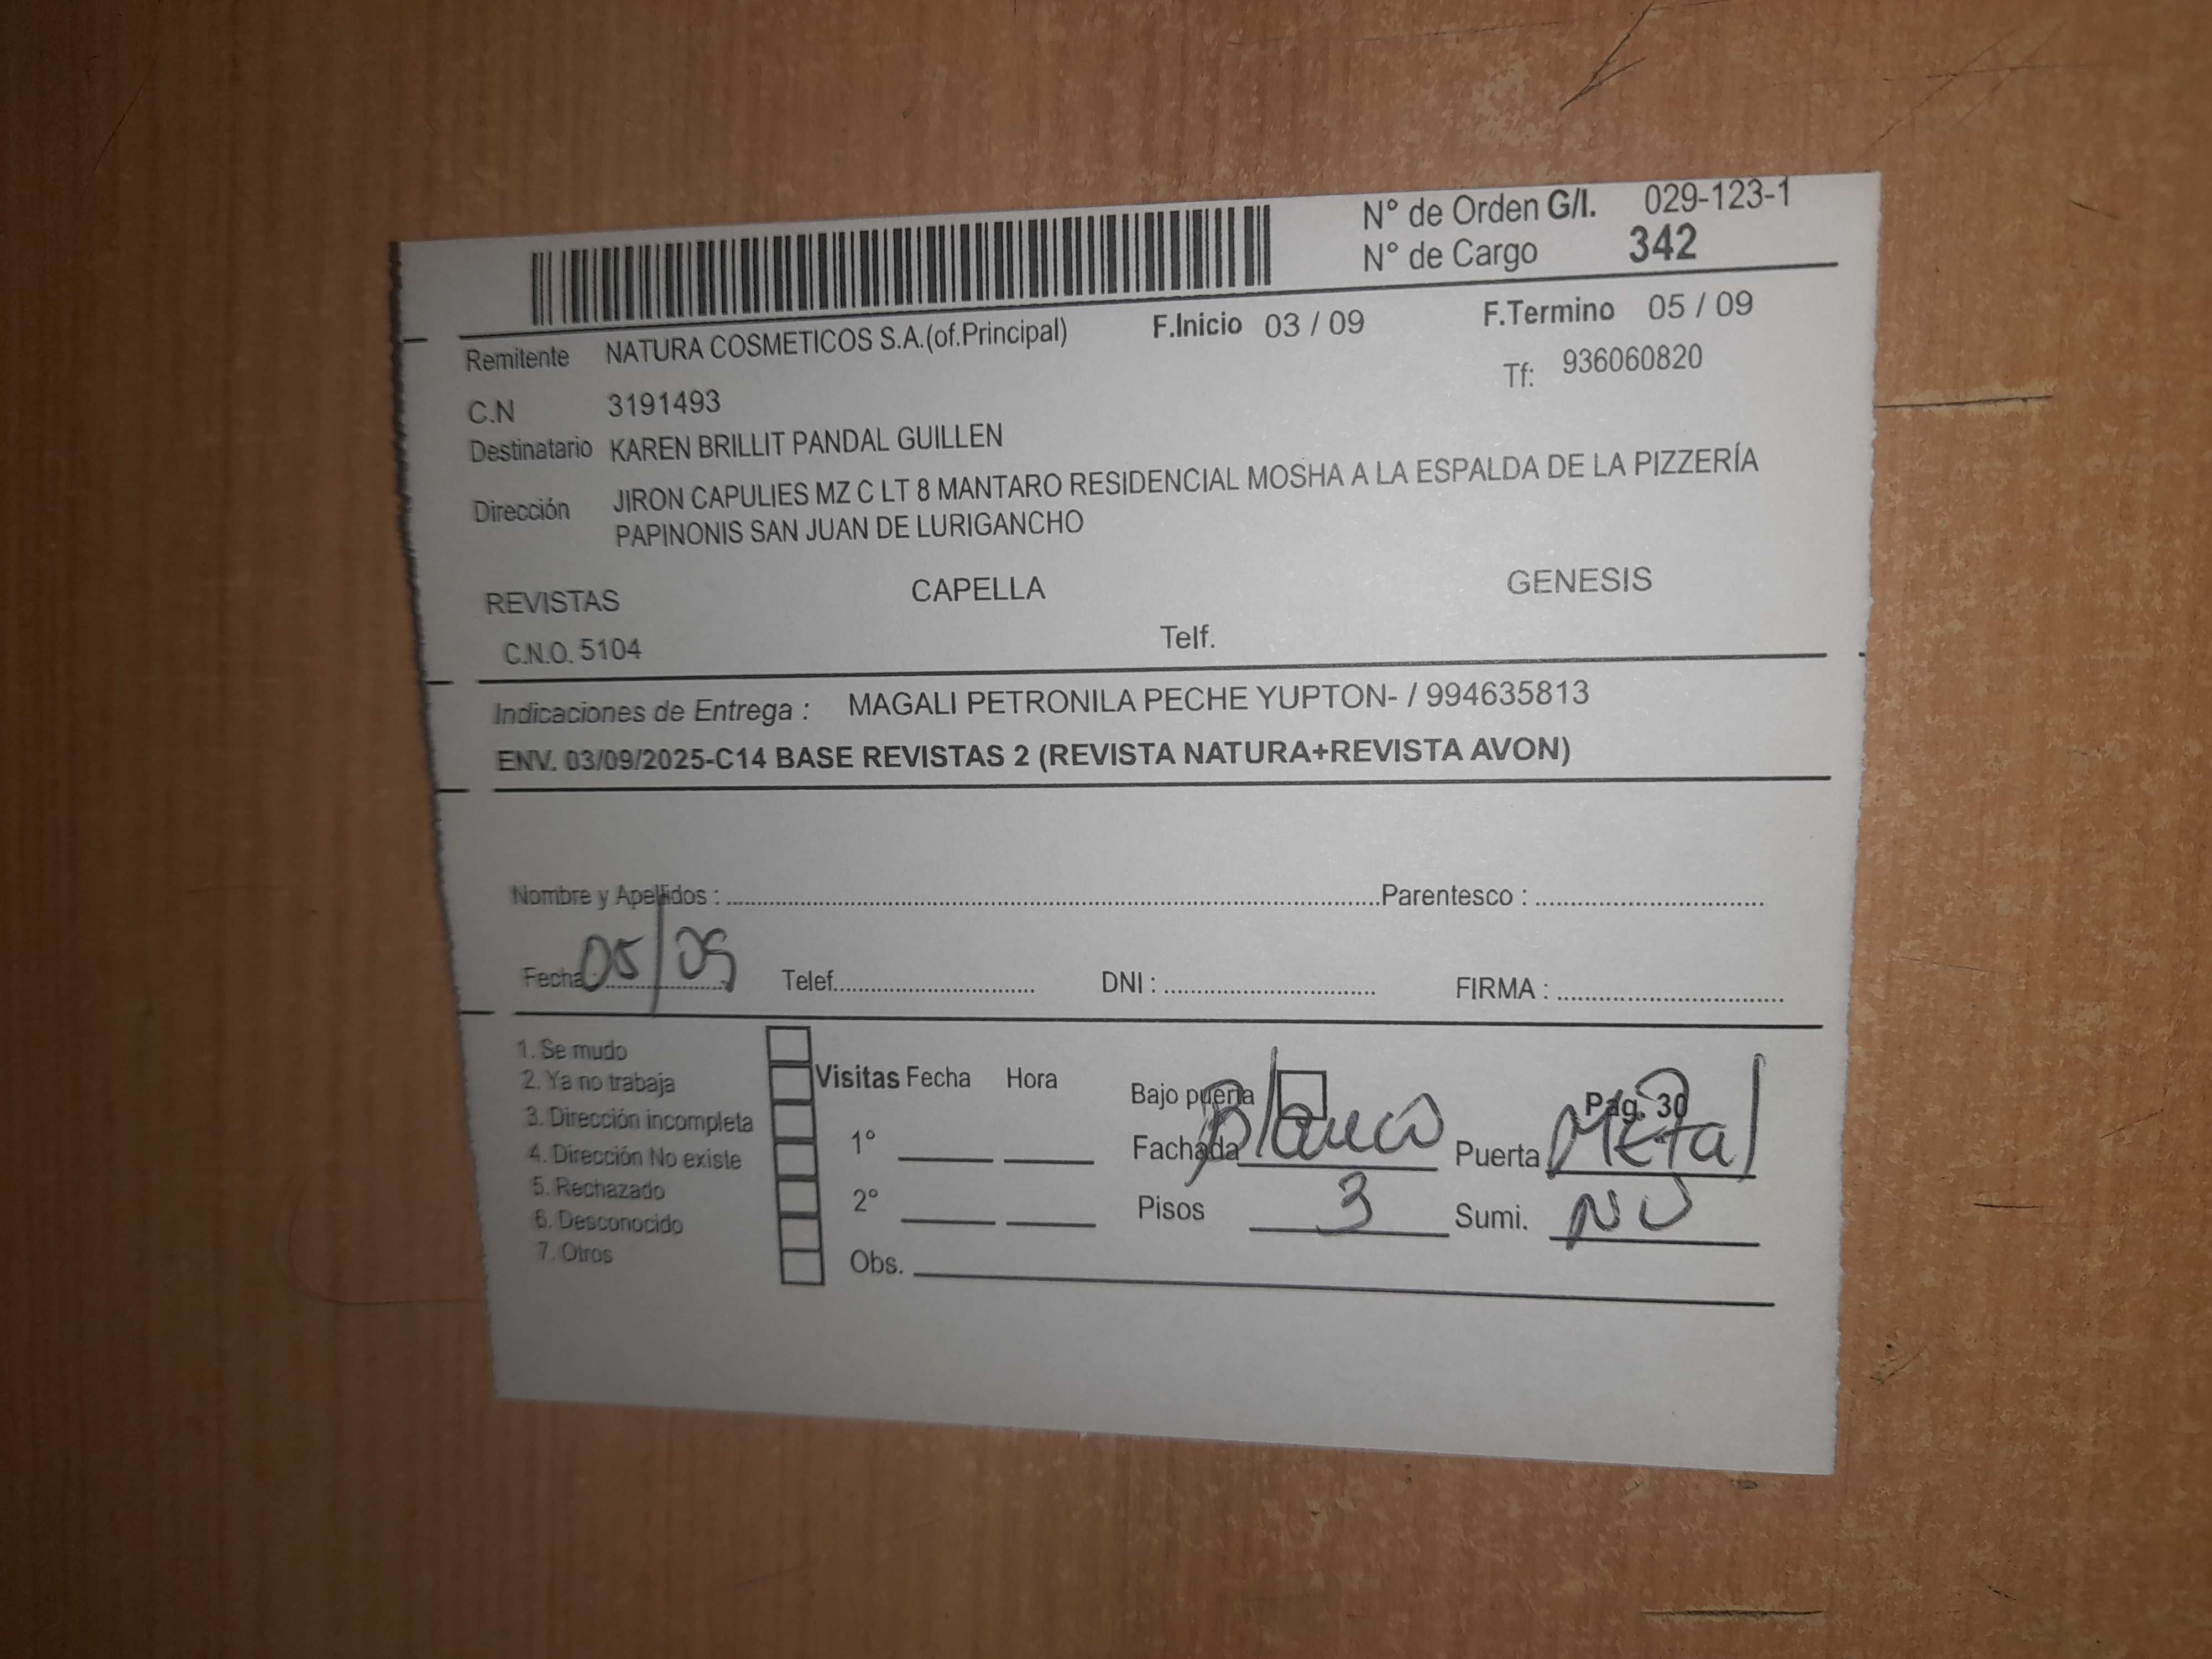 N° de Orden G/I. 029-123-1
N° de Cargo 342
F.Inicio 03 / 09 F.Termino 05 / 09
Remitente NATURA COSMETICOS S.A.(of.Principal)
Tf: 936060820
C.N 3191493
Destinatario KAREN BRILLIT PANDAL GUILLEN
Dirección JIRON CAPULIES MZ C LT 8 MANTARO RESIDENCIAL MOSHA A LA ESPALDA DE LA PIZZERÍA
PAPINONIS SAN JUAN DE LURIGANCHO
REVISTAS CAPELLA GENESIS
C.N.O. 5104 Telf.
Indicaciones de Entrega : MAGALI PETRONILA PECHE YUPTON- / 994635813
ENV. 03/09/2025-C14 BASE REVISTAS 2 (REVISTA NATURA+REVISTA AVON)
Nombre y Apellidos : Parentesco :
Fecha : 05/09 Telef. DNI : FIRMA :
1. Se mudo
2. Ya no trabaja
3. Dirección incompleta
4. Dirección No existe
5. Rechazado
6. Desconocido
7. Otros
Visitas Fecha Hora
1°
2°
Obs.
Bajo puerta Pág. 30
Fachada blanco Puerta Metal
Pisos 3 Sumi. NO